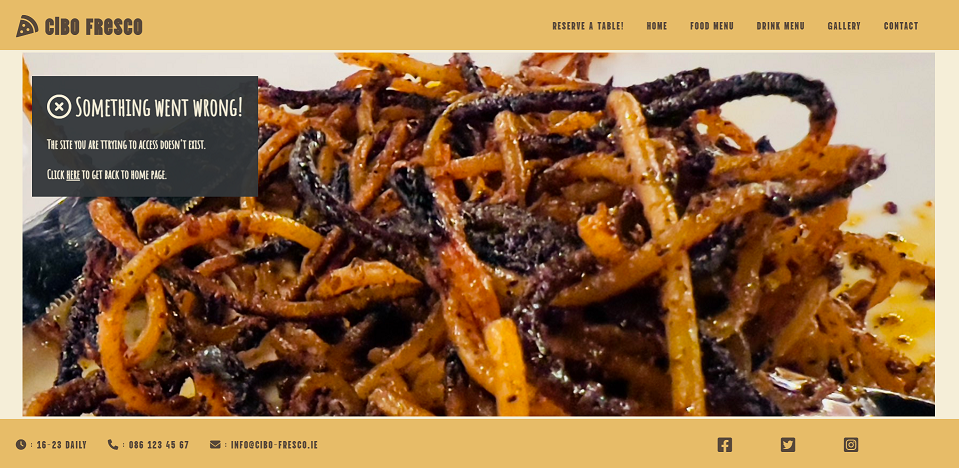 Cibo Fresco
RESERVE A TABLE! HOME FOOD MENU DRINK MENU GALLERY CONTACT
Something went wrong!
The site you are ttrying to access doesn't exist.
Click here to get back to home page.
: 16-23 DAILY : 086 123 45 67 : INFO@CIBO-FRESCO.IE